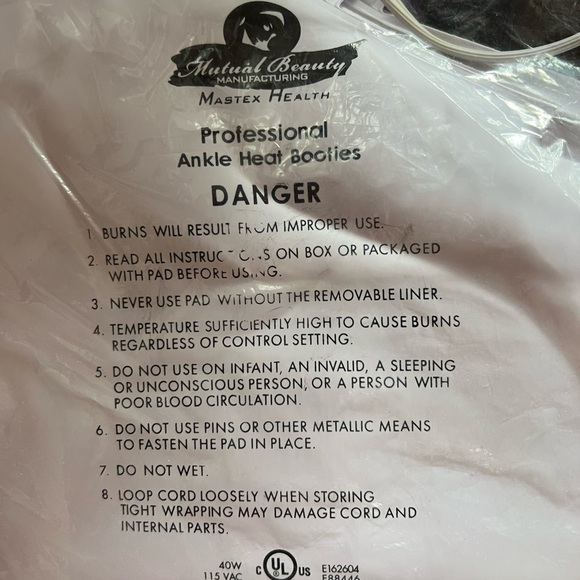 Mutual Beauty
MANUFACTURING
MASTEX HEALTH
Professional
Ankle Heat Booties
DANGER
1 BURNS WILL RESULT FROM IMPROPER USE.
2. READ ALL ON BOX OR PACKAGED
WITH PAD BEFORE USING.
3. NEVER USE PAD WITHOUT THE REMOVABLE LINER.
4. TEMPERATURE SUFFICIENTLY HIGH TO CAUSE BURNS
REGARDLESS OF CONTROL SETTING.
5. DO NOT USE ON INFANT, AN INVALID, A SLEEPING
OR UNCONSCIOUS PERSON, OR A PERSON WITH
POOR BLOOD CIRCULATION.
6. DO NOT USE PINS OR OTHER METALLIC MEANS
TO FASTEN THE PAD IN PLACE.
7. DO NOT WET.
8. LOOP CORD LOOSELY WHEN STORING
TIGHT WRAPPING MAY DAMAGE CORD AND
INTERNAL PARTS.
40W C UL US E162604
115 VAC E88446